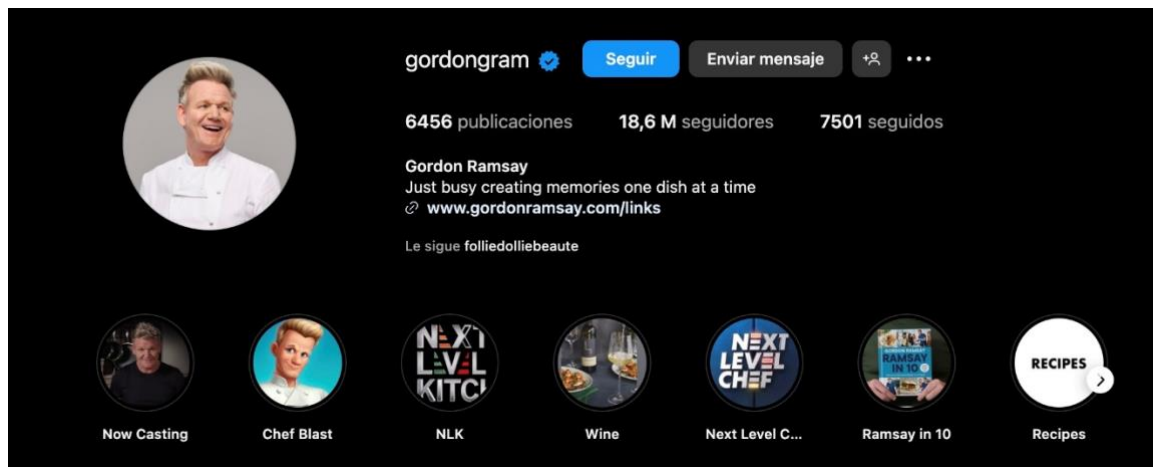 gordongram Seguir Enviar mensaje
6456 publicaciones 18,6 M seguidores 7501 seguidos
Gordon Ramsay
Just busy creating memories one dish at a time
www.gordonramsay.com/links
Le sigue folliedolliebeaute
NEXT
LEVEL
KITCH
NEXT
LEVEL
CHEF
RAMSAY
IN 10
RECIPES
Now Casting Chef Blast NLK Wine Next Level C... Ramsay in 10 Recipes